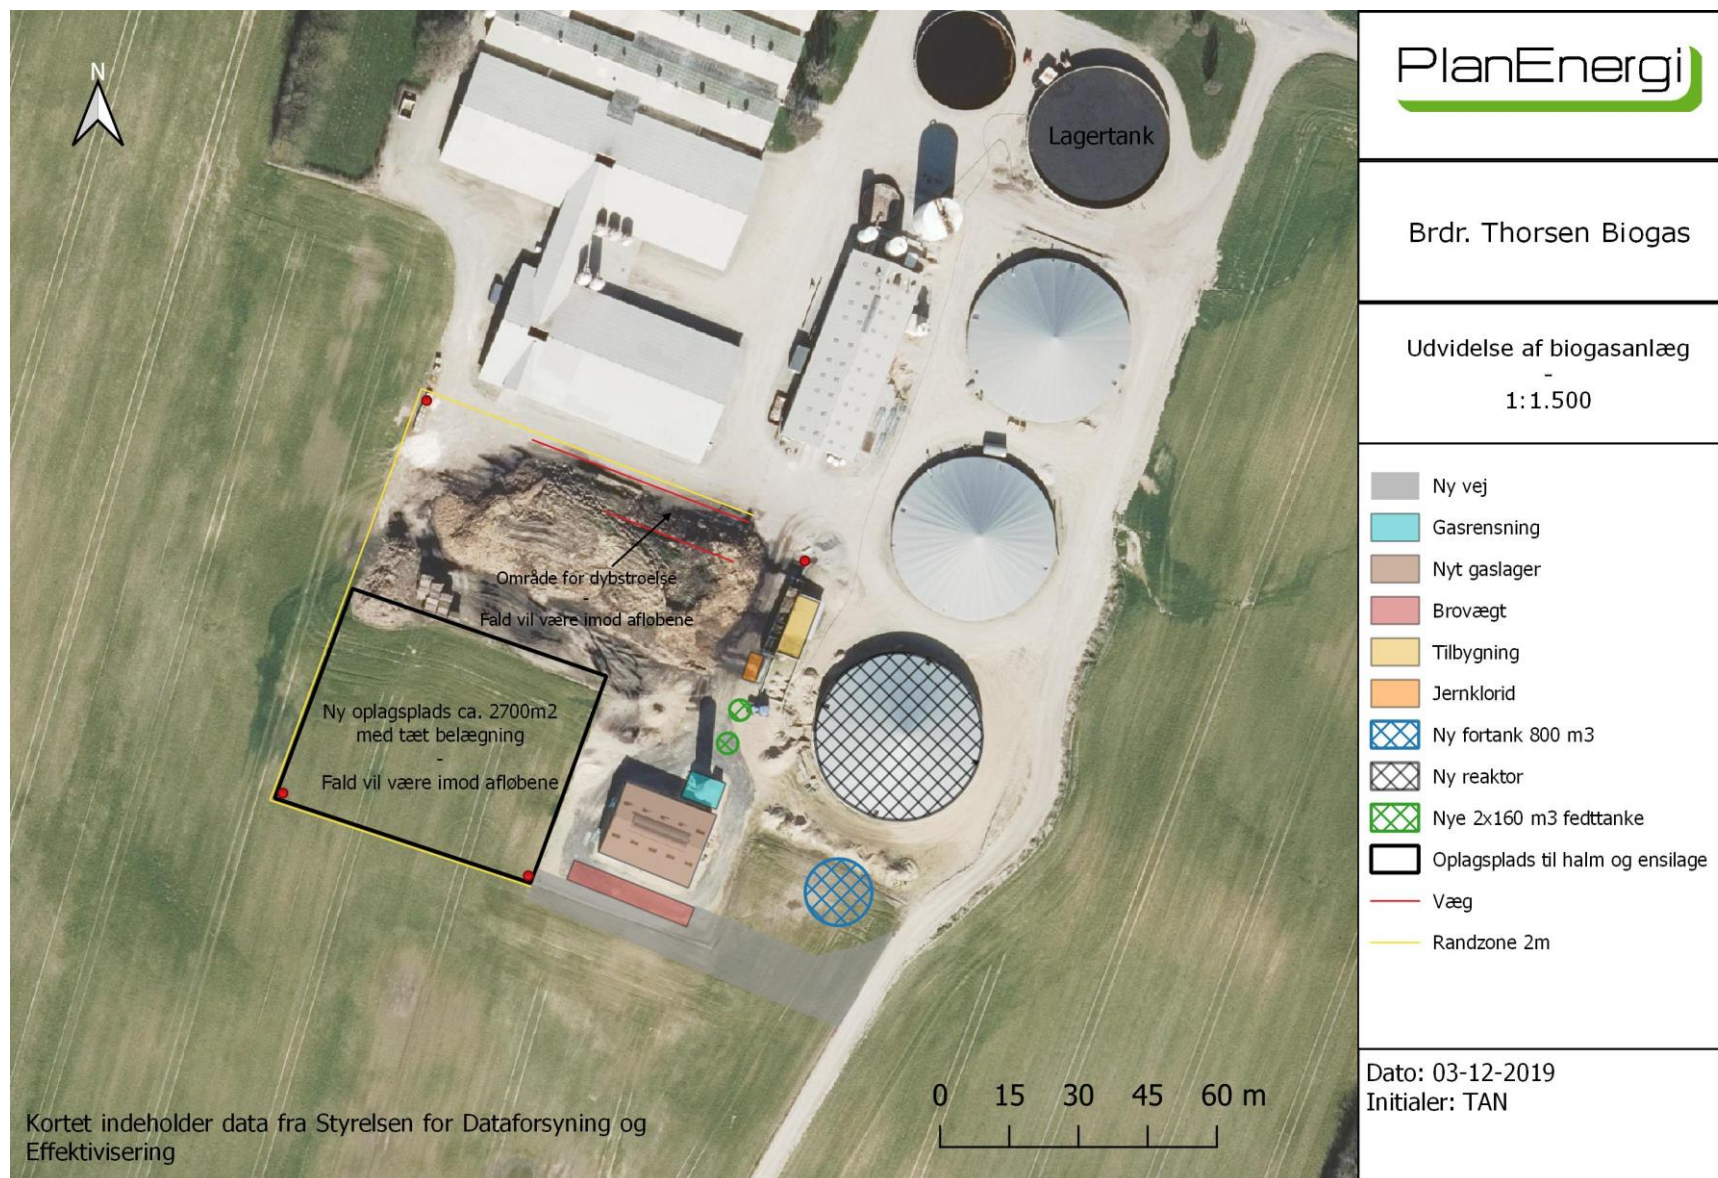 N
Lagertank
Område for dybstrøelse
-
Fald vil være imod afløbene
Ny oplagsplads ca. 2700m2
med tæt belægning
-
Fald vil være imod afløbene
0 15 30 45 60 m
Kortet indeholder data fra Styrelsen for Dataforsyning og
Effektivisering
PlanEnergi
Brdr. Thorsen Biogas
Udvidelse af biogasanlæg
-
1:1.500
Ny vej
Gasrensning
Nyt gaslager
Brovægt
Tilbygning
Jernklorid
Ny fortank 800 m3
Ny reaktor
Nye 2x160 m3 fedttanke
Oplagsplads til halm og ensilage
Væg
Randzone 2m
Dato: 03-12-2019
Initialer: TAN